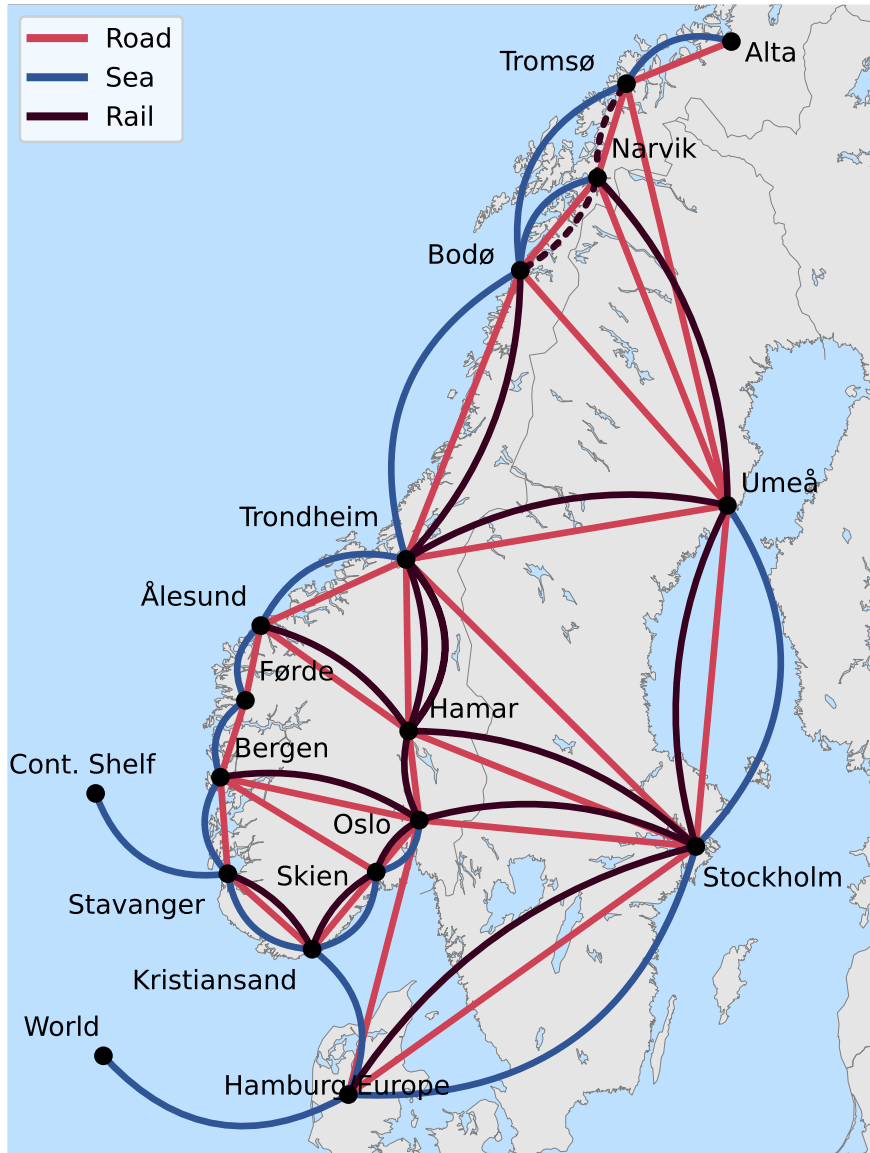 Road
Sea
Rail
Tromsø
Alta
Narvik
Bodø
Umeå
Trondheim
Ålesund
Førde
Hamar
Bergen
Cont. Shelf
Oslo
Skien
Stockholm
Stavanger
Kristiansand
World
Hamburg/Europe